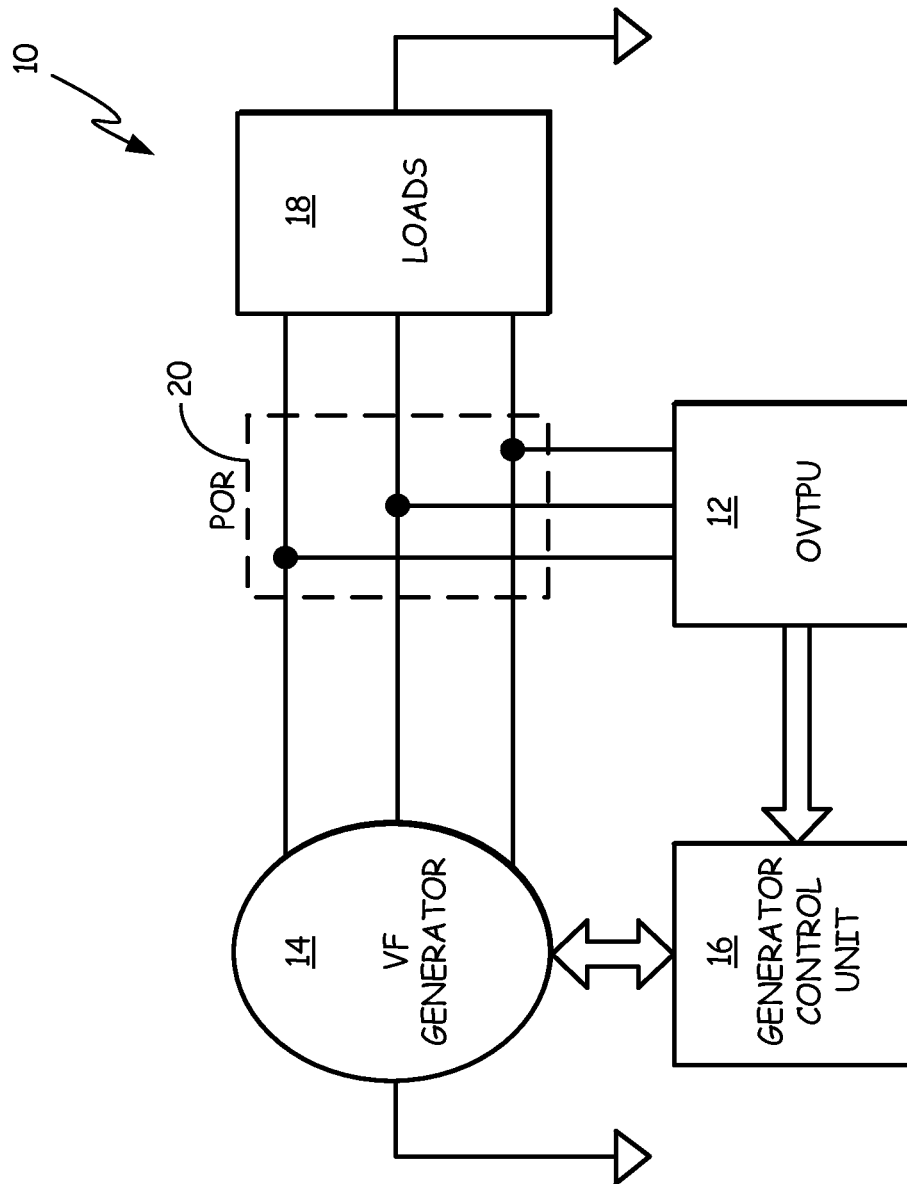 10
20
POR
14
VF
GENERATOR
18
LOADS
16
GENERATOR
CONTROL
UNIT
12
OVTPU